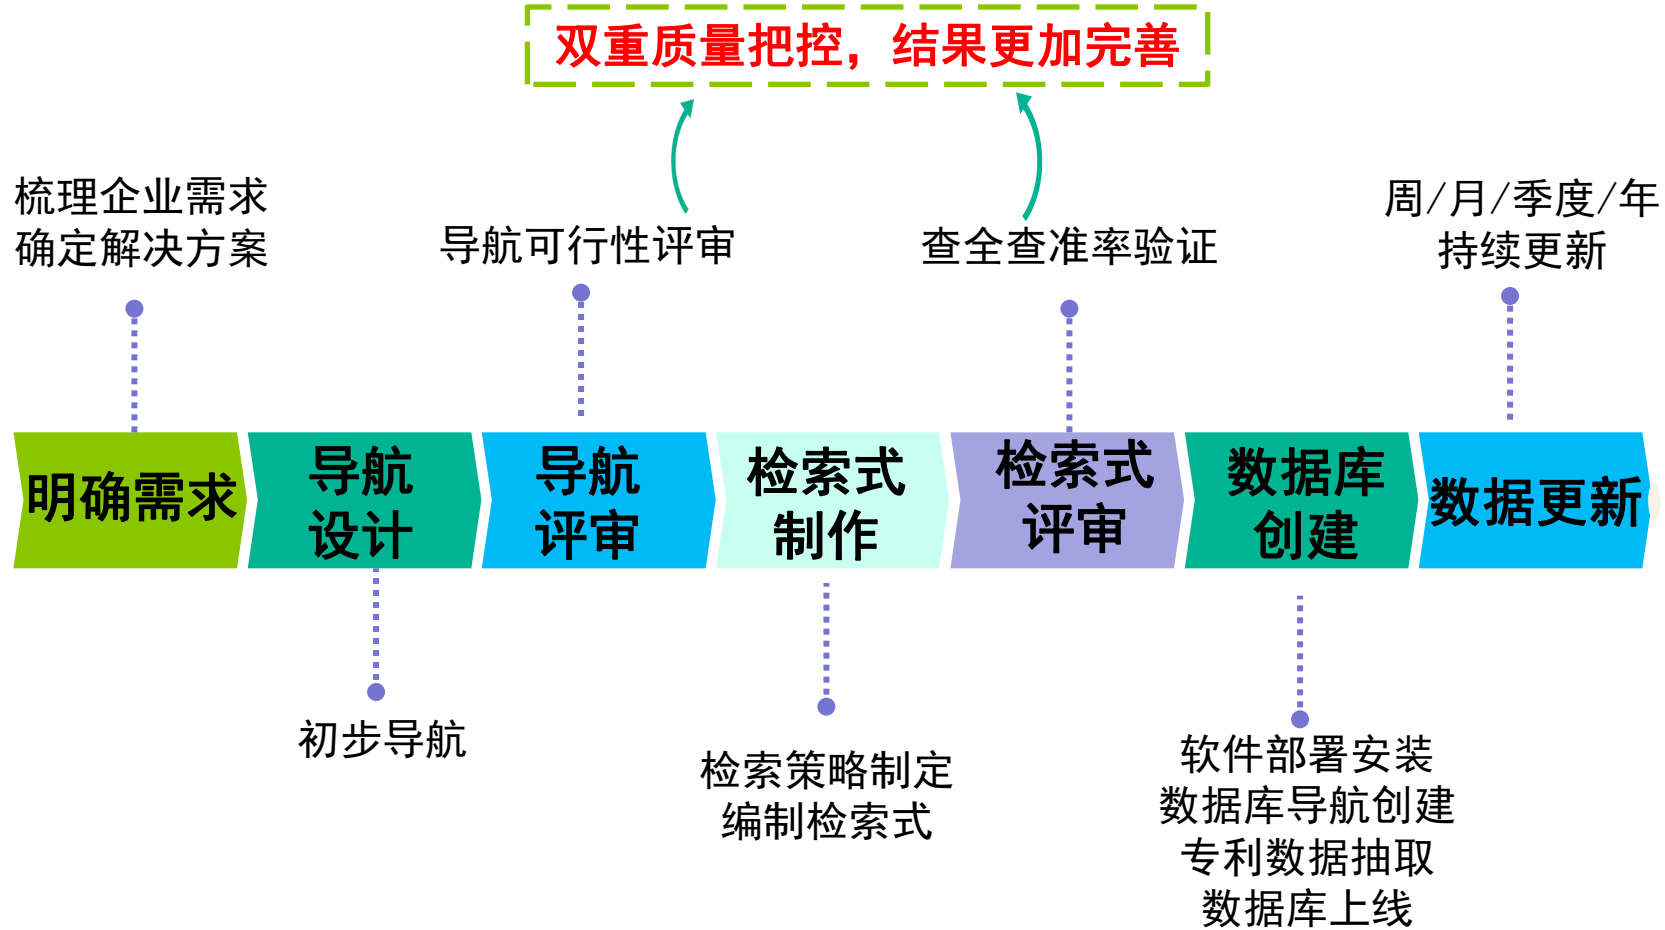 双重质量把控，结果更加完善
梳理企业需求
确定解决方案
导航可行性评审
查全查准率验证
周/月/季度/年
持续更新
明确需求
导航
设计
导航
评审
检索式
制作
检索式
评审
数据库
创建
数据更新
初步导航
检索策略制定
编制检索式
软件部署安装
数据库导航创建
专利数据抽取
数据库上线